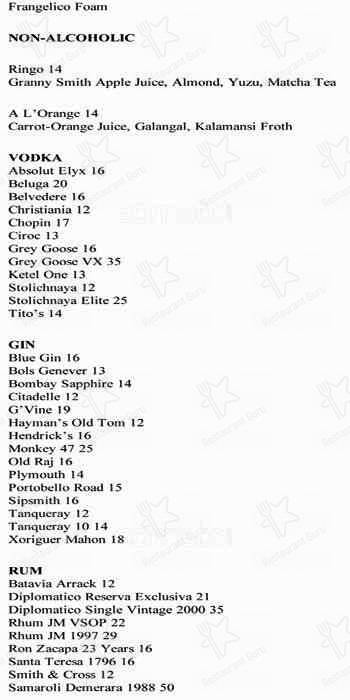 Frangelico Foam
NON-ALCOHOLIC
Ringo 14
Granny Smith Apple Juice, Almond, Yuzu, Matcha Tea
A L'Orange 14
Carrot-Orange Juice, Galangal, Kalamansi Froth
VODKA
Absolut Elyx 16
Beluga 20
Belvedere 16
Christiania 12
Chopin 17
Ciroc 13
Grey Goose 16
Grey Goose VX 35
Ketel One 13
Stolichnaya 12
Stolichnaya Elite 25
Tito's 14
GIN
Blue Gin 16
Bols Genever 13
Bombay Sapphire 14
Citadelle 12
G'Vine 19
Hayman's Old Tom 12
Hendrick's 16
Monkey 47 25
Old Raj 16
Plymouth 14
Portobello Road 15
Sipsmith 16
Tanqueray 12
Tanqueray 10 14
Xoriguer Mahon 18
RUM
Batavia Arrack 12
Diplomatico Reserva Exclusiva 21
Diplomatico Single Vintage 2000 35
Rhum JM VSOP 22
Rhum JM 1997 29
Ron Zacapa 23 Years 16
Santa Teresa 1796 16
Smith & Cross 12
Samaroli Demerara 1988 50